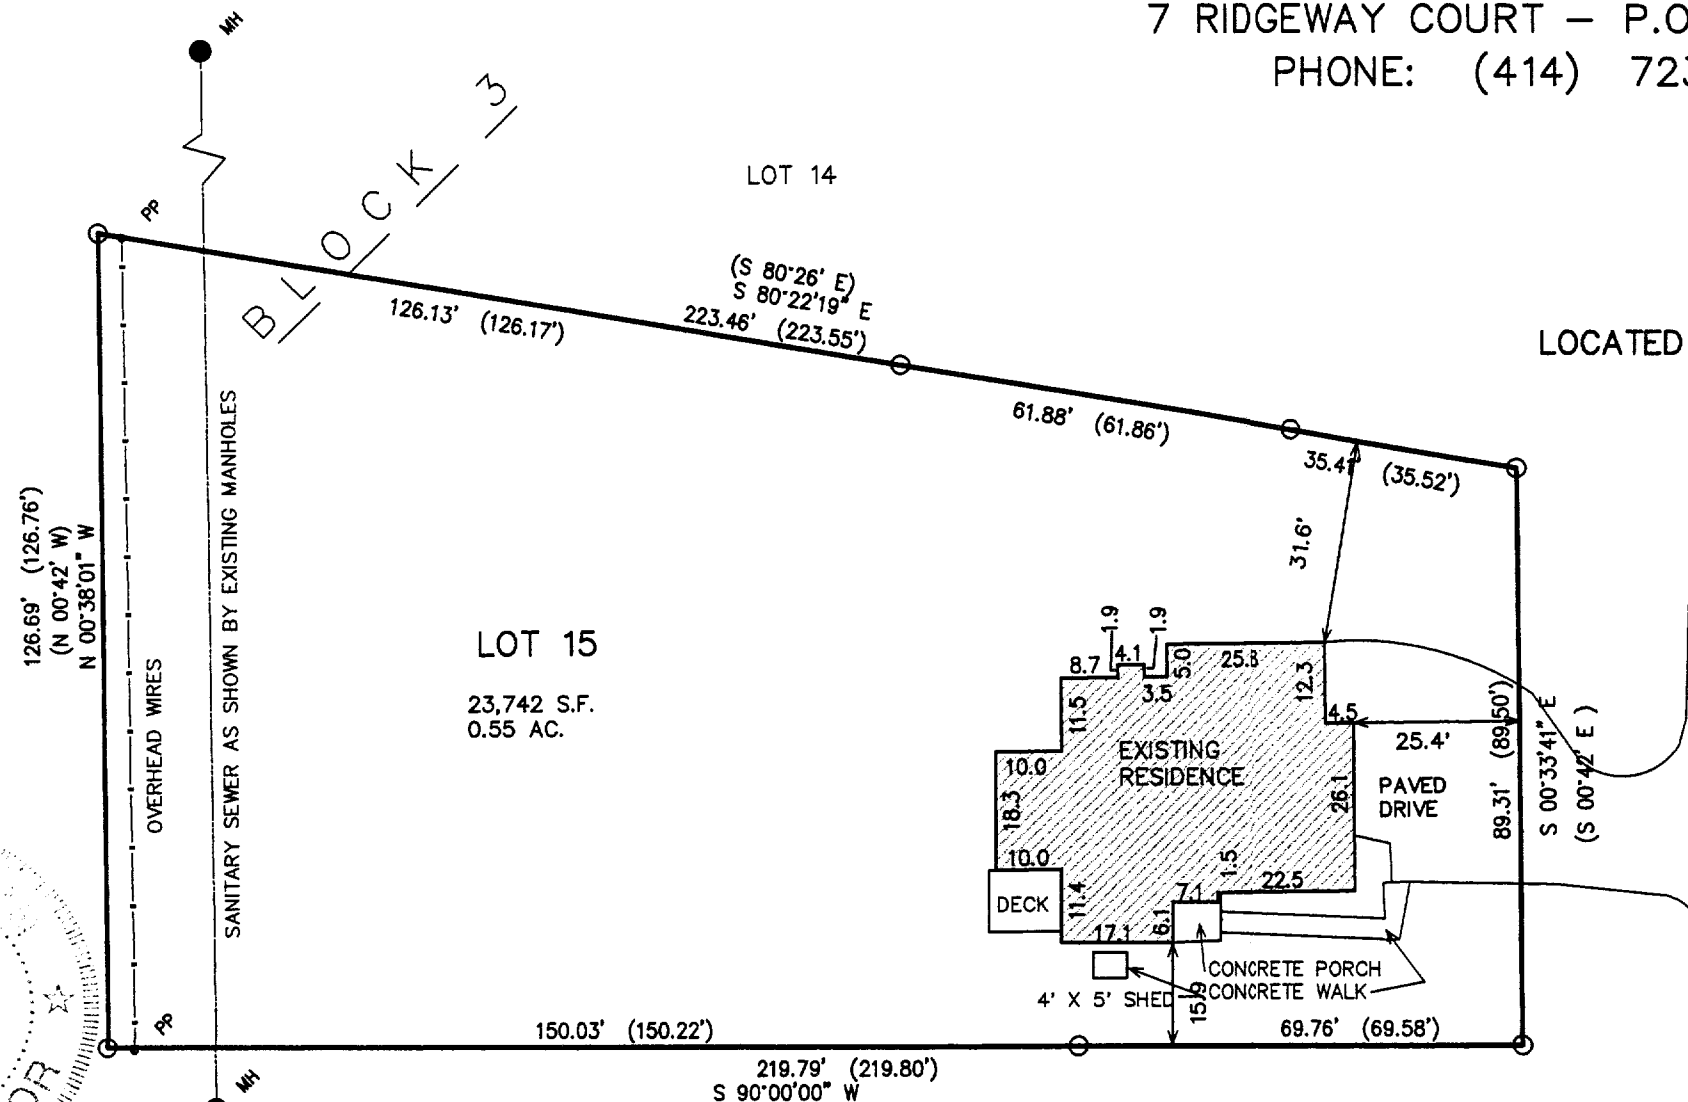 7 RIDGEWAY COURT – P.O
PHONE: (414) 723
MH
BLOCK 3
LOT 14
PP
(S 80°26' E)
S 80°22'19" E
126.13' (126.17')
223.46' (223.55')
LOCATED
61.88' (61.86')
35.41' (35.52')
126.69' (126.76')
(N 00°42' W)
N 00°38'01" W
OVERHEAD WIRES
SANITARY SEWER AS SHOWN BY EXISTING MANHOLES
LOT 15
23,742 S.F.
0.55 AC.
31.6'
1.9
1.9
8.7
4.1
3.5
5.0
25.8
12.3
4.5
11.5
EXISTING
RESIDENCE
10.0
18.3
10.0
26.1
25.4'
PAVED
DRIVE
89.31' (89.50')
S 00°33'41" E
(S 00°42' E )
DECK
11.4
17.1
6.1
7.1
1.5
22.5
CONCRETE PORCH
CONCRETE WALK
4' X 5' SHED
15.9
PP
150.03' (150.22')
69.76' (69.58')
219.79' (219.80')
S 90°00'00" W
MH
OR